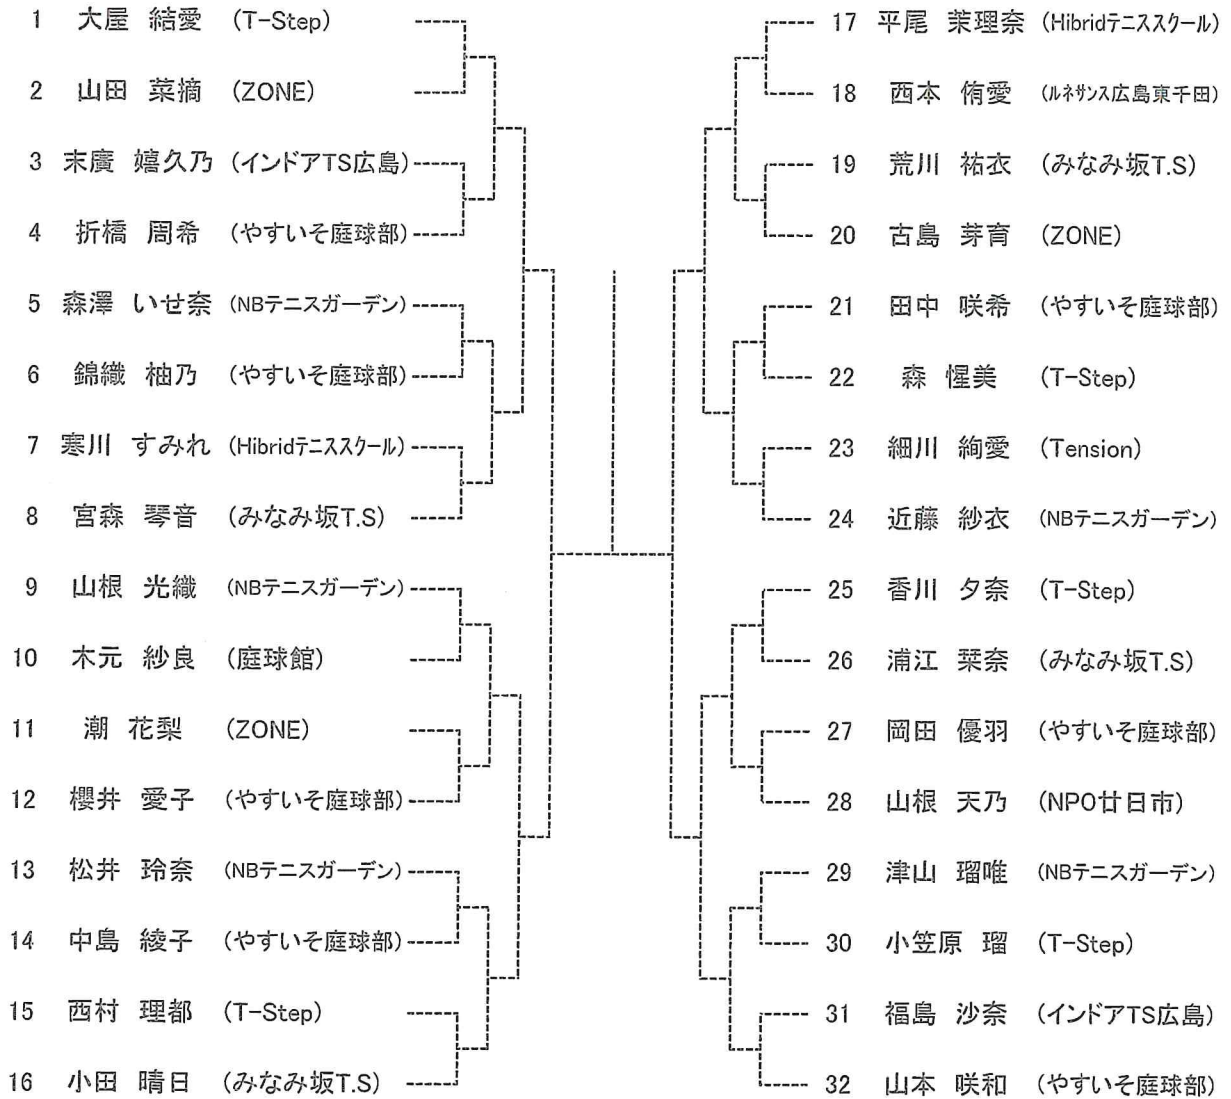 1 大屋 結愛 (T-Step)
2 山田 菜摘 (ZONE)
3 末廣 嬉久乃 (インドアTS広島)
4 折橋 周希 (やすいそ庭球部)
5 森澤 いせ奈 (NBテニスガーデン)
6 錦織 柚乃 (やすいそ庭球部)
7 寒川 すみれ (Hibridテニススクール)
8 宮森 琴音 (みなみ坂T.S)
9 山根 光織 (NBテニスガーデン)
10 木元 紗良 (庭球館)
11 潮 花梨 (ZONE)
12 櫻井 愛子 (やすいそ庭球部)
13 松井 玲奈 (NBテニスガーデン)
14 中島 綾子 (やすいそ庭球部)
15 西村 理都 (T-Step)
16 小田 晴日 (みなみ坂T.S)
17 平尾 茉理奈 (Hibridテニススクール)
18 西本 侑愛 (ルネサンス広島東千田)
19 荒川 祐衣 (みなみ坂T.S)
20 古島 芽育 (ZONE)
21 田中 咲希 (やすいそ庭球部)
22 森 惺美 (T-Step)
23 細川 絢愛 (Tension)
24 近藤 紗衣 (NBテニスガーデン)
25 香川 夕奈 (T-Step)
26 浦江 栞奈 (みなみ坂T.S)
27 岡田 優羽 (やすいそ庭球部)
28 山根 天乃 (NPO廿日市)
29 津山 瑠唯 (NBテニスガーデン)
30 小笠原 瑠 (T-Step)
31 福島 沙奈 (インドアTS広島)
32 山本 咲和 (やすいそ庭球部)